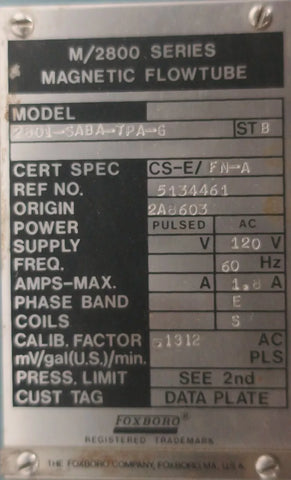 M/2800 SERIES
MAGNETIC FLOWTUBE
MODEL
2801-SABA-TPA-G ST B
CERT SPEC CS-E/ FN-A
REF NO. 5134461
ORIGIN 2A8603
POWER PULSED AC
SUPPLY V 120 V
FREQ. 60 Hz
AMPS-MAX. A 1.8 A
PHASE BAND E
COILS S
CALIB. FACTOR 1312 AC
mV/gal(U.S.)/min. PLS
PRESS. LIMIT SEE 2nd
CUST TAG DATA PLATE
FOXBORO®
REGISTERED TRADEMARK
THE FOXBORO COMPANY, FOXBORO, MA. U.S.A.